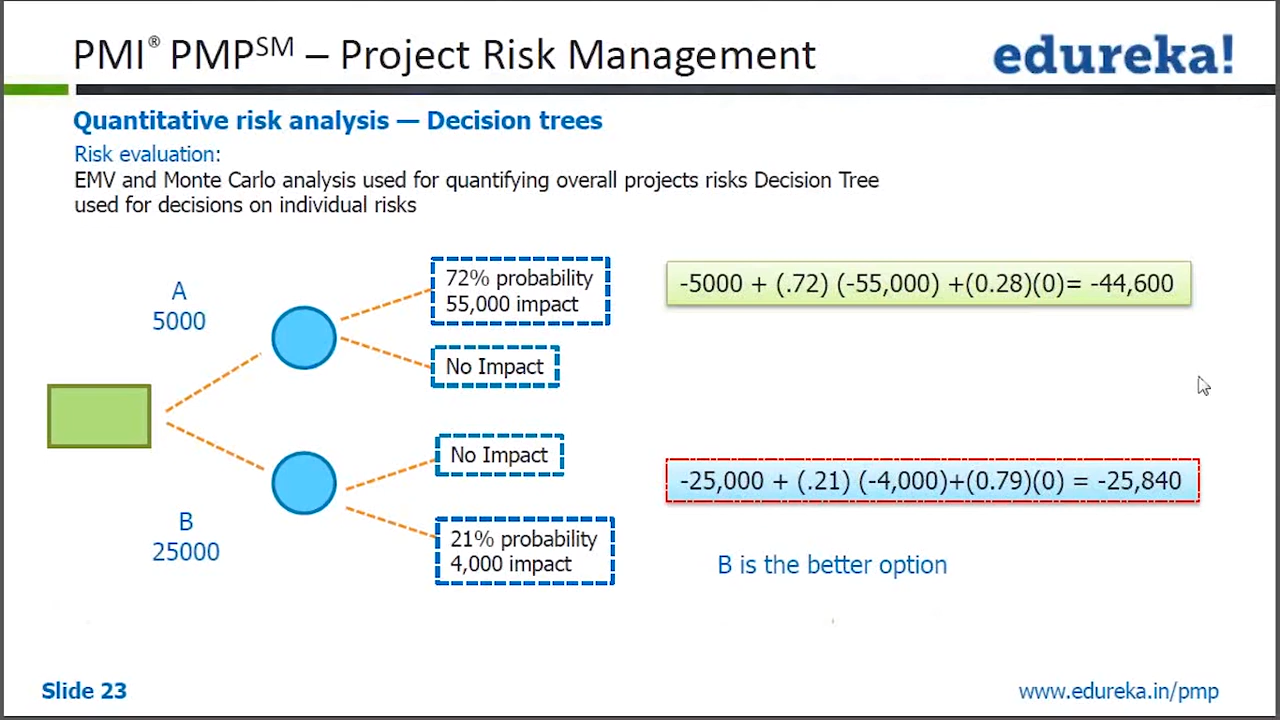 PMI® PMP℠ – Project Risk Management
edureka!
Quantitative risk analysis — Decision trees
Risk evaluation:
EMV and Monte Carlo analysis used for quantifying overall projects risks Decision Tree
used for decisions on individual risks
A
5000
72% probability
55,000 impact
No Impact
-5000 + (.72) (-55,000) +(0.28)(0)= -44,600
B
25000
No Impact
21% probability
4,000 impact
-25,000 + (.21) (-4,000)+(0.79)(0) = -25,840
B is the better option
Slide 23
www.edureka.in/pmp